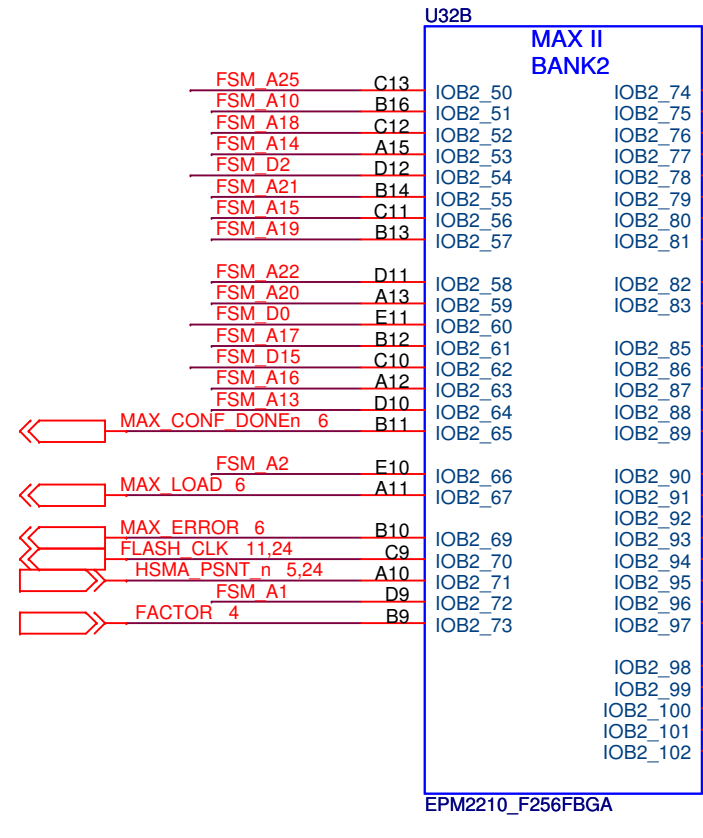 U32B
MAX II
BANK2
FSM_A25 C13 IOB2_50 IOB2_74
FSM_A10 B16 IOB2_51 IOB2_75
FSM_A18 C12 IOB2_52 IOB2_76
FSM_A14 A15 IOB2_53 IOB2_77
FSM_D2 D12 IOB2_54 IOB2_78
FSM_A21 B14 IOB2_55 IOB2_79
FSM_A15 C11 IOB2_56 IOB2_80
FSM_A19 B13 IOB2_57 IOB2_81
FSM_A22 D11 IOB2_58 IOB2_82
FSM_A20 A13 IOB2_59 IOB2_83
FSM_D0 E11 IOB2_60
FSM_A17 B12 IOB2_61 IOB2_85
FSM_D15 C10 IOB2_62 IOB2_86
FSM_A16 A12 IOB2_63 IOB2_87
FSM_A13 D10 IOB2_64 IOB2_88
MAX_CONF_DONEn 6 B11 IOB2_65 IOB2_89
FSM_A2 E10 IOB2_66 IOB2_90
MAX_LOAD 6 A11 IOB2_67 IOB2_91
IOB2_92
MAX_ERROR 6 B10 IOB2_69 IOB2_93
FLASH_CLK 11,24 C9 IOB2_70 IOB2_94
HSMA_PSNT_n 5,24 A10 IOB2_71 IOB2_95
FSM_A1 D9 IOB2_72 IOB2_96
FACTOR 4 B9 IOB2_73 IOB2_97
IOB2_98
IOB2_99
IOB2_100
IOB2_101
IOB2_102
EPM2210_F256FBGA